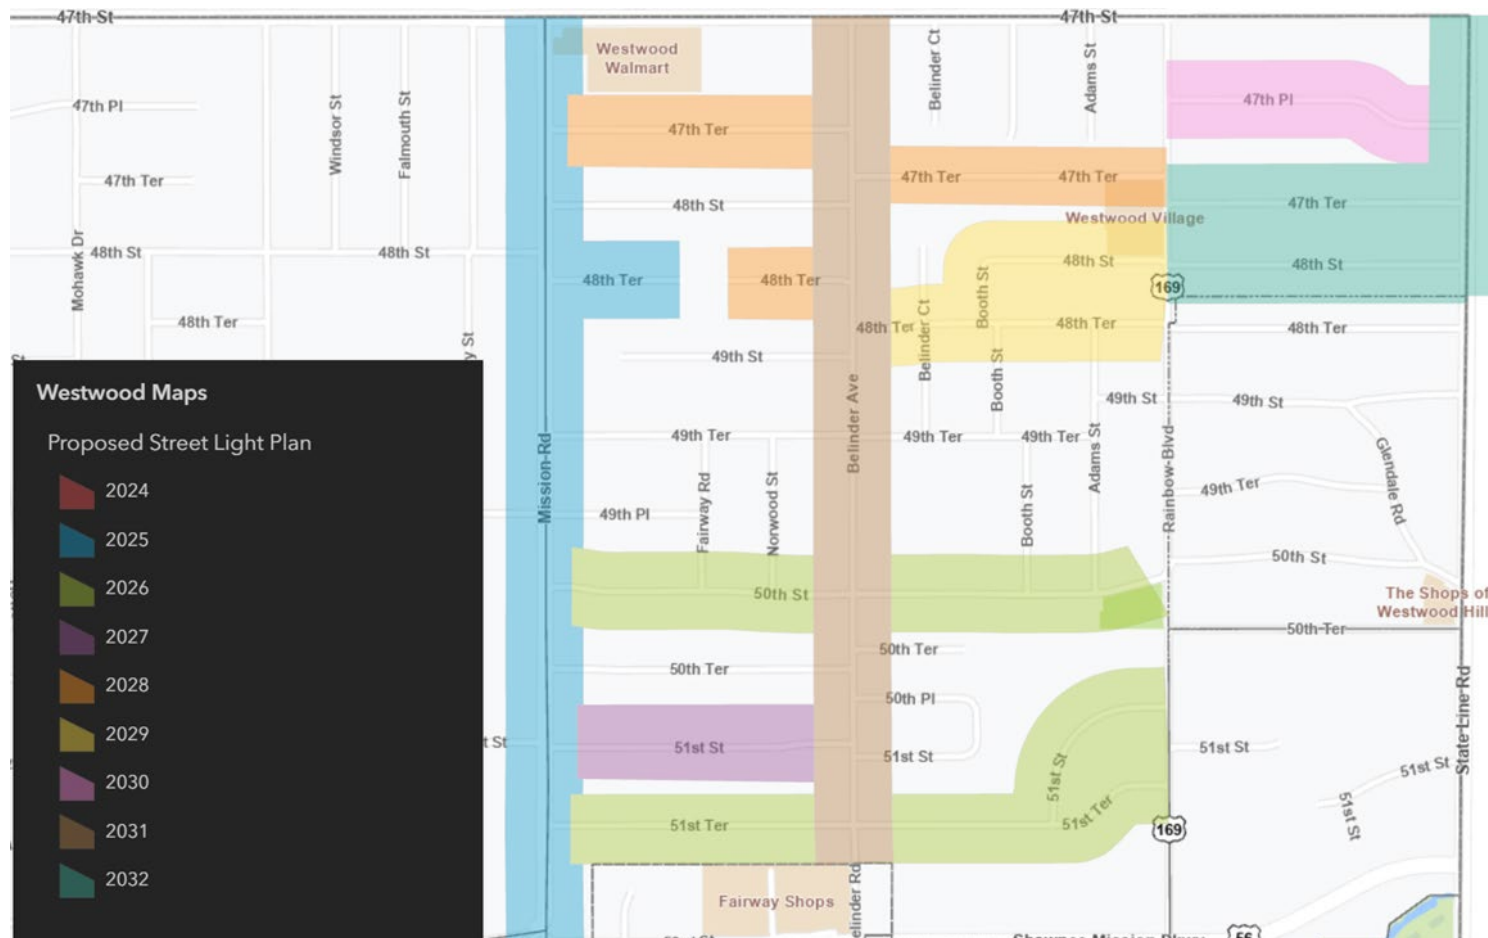 47th St
47th St
Westwood
Walmart
Belinder Ct
Adams St
47th Pl
47th Pl
Windsor St
Falmouth St
47th Ter
47th Ter
47th Ter
47th Ter
47th Ter
48th St
Westwood Village
Mohawk Dr
48th St
48th St
48th St
48th St
48th Ter
48th Ter
Booth St
169
48th Ter
48th Ter
Belinder Ct
48th Ter
48th Ter
y St
49th St
Booth St
Westwood Maps
Proposed Street Light Plan
2024
2025
2026
2027
2028
2029
2030
2031
2032
Belinder Ave
49th St
49th St
49th Ter
49th Ter
49th Ter
Adams St
Rainbow Blvd
Glendale Rd
Mission Rd
49th Ter
49th Pl
Fairway Rd
Norwood St
Booth St
50th St
50th St
The Shops of
Westwood Hill
50th Ter
50th Ter
50th Ter
50th Pl
State Line Rd
t St
51st St
51st St
51st St
51st St
51st St
51st St
51st Ter
51st Ter
169
Fairway Shops
elinder Rd
56